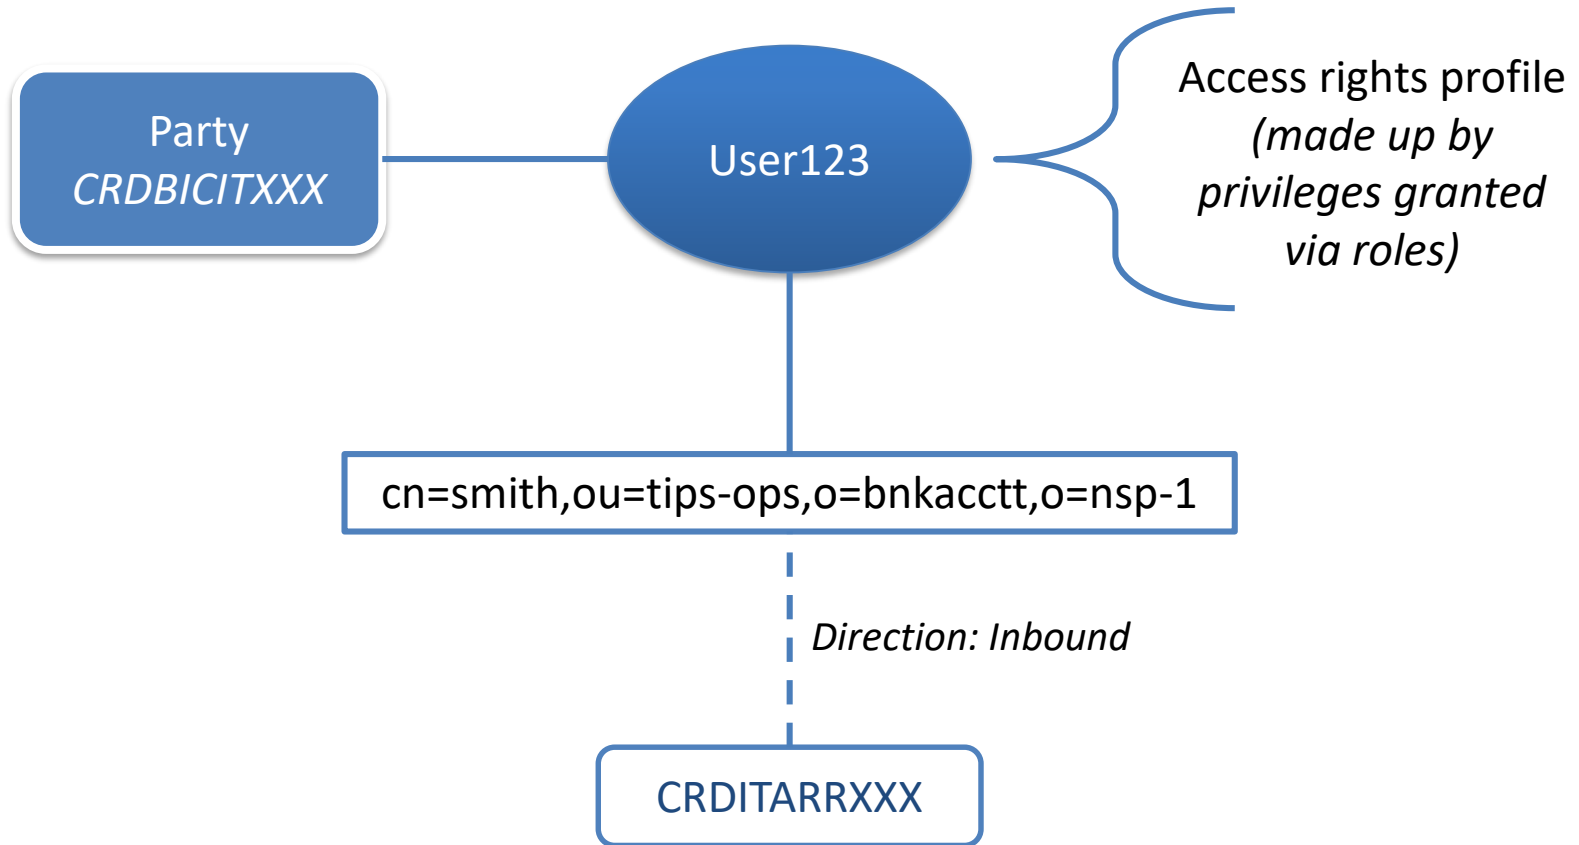 Party
CRDBICITXXX
User123
Access rights profile
(made up by
privileges granted
via roles)
cn=smith,ou=tips-ops,o=bnkacctt,o=nsp-1
Direction: Inbound
CRDITARRXXX